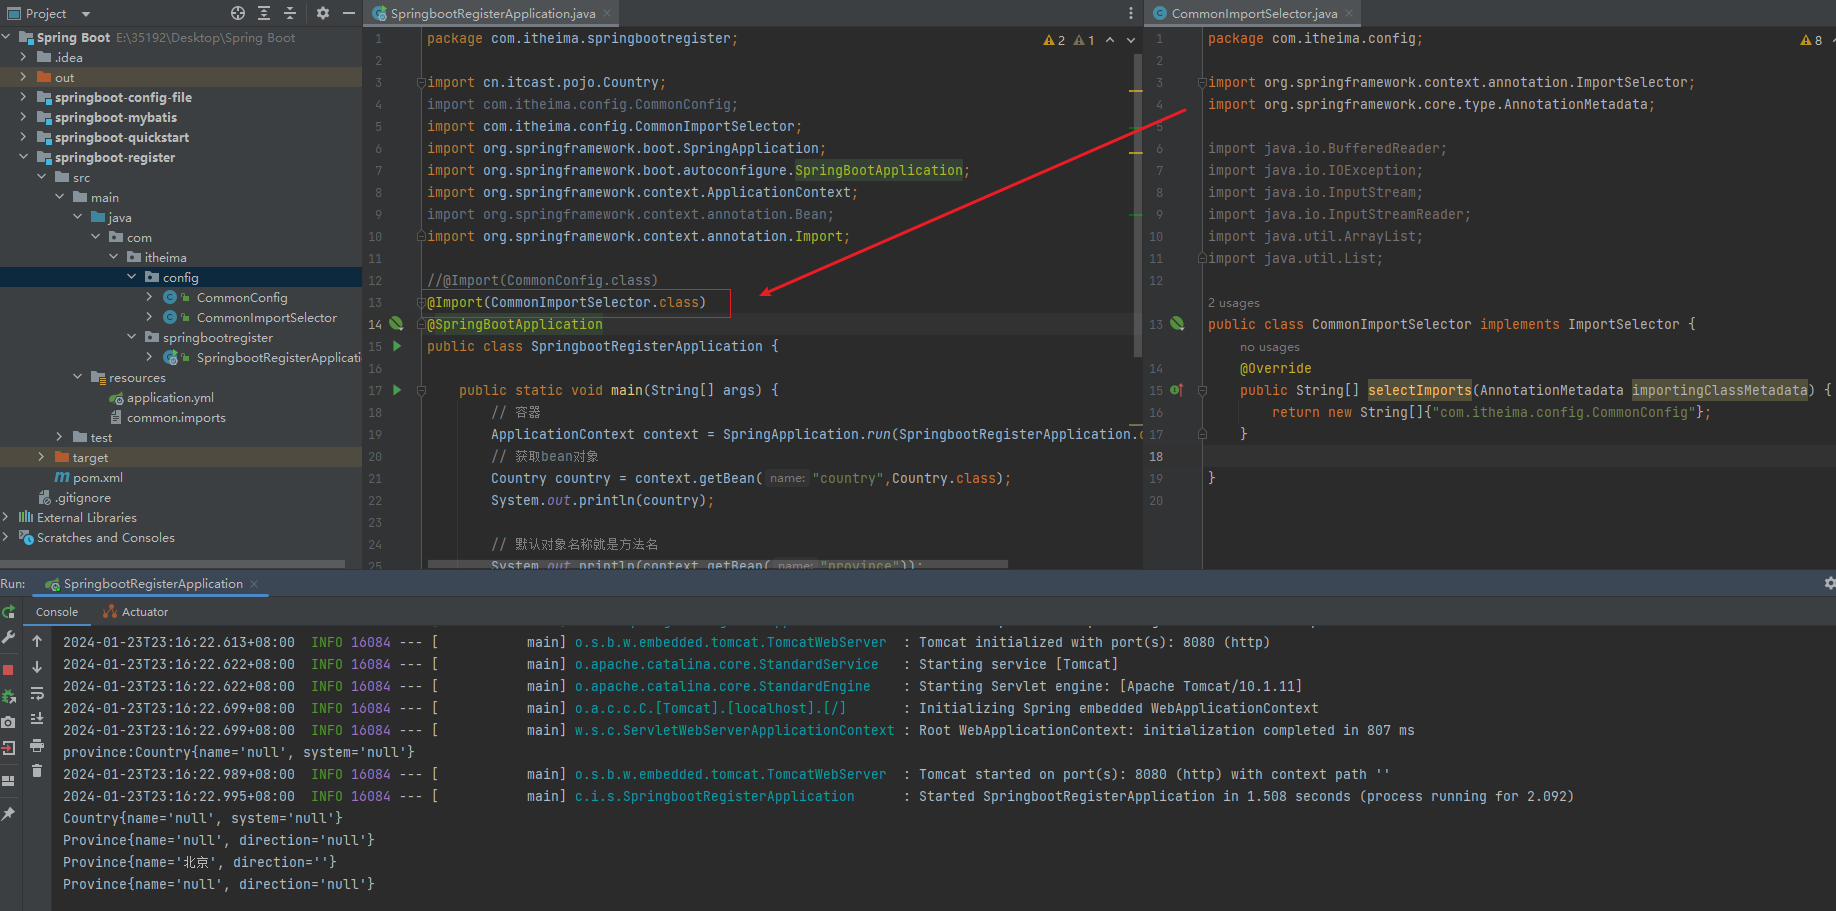 Project
Spring Boot E:\35192\Desktop\Spring Boot
.idea
out
springboot-config-file
springboot-mybatis
springboot-quickstart
springboot-register
src
main
java
com
itheima
config
CommonConfig
CommonImportSelector
springbootregister
SpringbootRegisterApplicati
resources
application.yml
common.imports
test
target
pom.xml
.gitignore
External Libraries
Scratches and Consoles
SpringbootRegisterApplication.java
2 1
1 package com.itheima.springbootregister;
2
3 import cn.itcast.pojo.Country;
4 import com.itheima.config.CommonConfig;
5 import com.itheima.config.CommonImportSelector;
6 import org.springframework.boot.SpringApplication;
7 import org.springframework.boot.autoconfigure.SpringBootApplication;
8 import org.springframework.context.ApplicationContext;
9 import org.springframework.context.annotation.Bean;
10 import org.springframework.context.annotation.Import;
11
12 //@Import(CommonConfig.class)
13 @Import(CommonImportSelector.class)
14 @SpringBootApplication
15 public class SpringbootRegisterApplication {
16
17 public static void main(String[] args) {
18 // 容器
19 ApplicationContext context = SpringApplication.run(SpringbootRegisterApplication.
20 // 获取bean对象
21 Country country = context.getBean( name: "country",Country.class);
22 System.out.println(country);
23
24 // 默认对象名称就是方法名
25 System.out.println(context.getBean( name: "province"));
CommonImportSelector.java
8
1 package com.itheima.config;
2
3 import org.springframework.context.annotation.ImportSelector;
4 import org.springframework.core.type.AnnotationMetadata;
5
6 import java.io.BufferedReader;
7 import java.io.IOException;
8 import java.io.InputStream;
9 import java.io.InputStreamReader;
10 import java.util.ArrayList;
11 import java.util.List;
12
2 usages
13 public class CommonImportSelector implements ImportSelector {
no usages
14 @Override
15 public String[] selectImports(AnnotationMetadata importingClassMetadata) {
16 return new String[]{"com.itheima.config.CommonConfig"};
17 }
18
19 }
20
Run: SpringbootRegisterApplication
Console Actuator
2024-01-23T23:16:22.613+08:00 INFO 16084 --- [ main] o.s.b.w.embedded.tomcat.TomcatWebServer : Tomcat initialized with port(s): 8080 (http)
2024-01-23T23:16:22.622+08:00 INFO 16084 --- [ main] o.apache.catalina.core.StandardService : Starting service [Tomcat]
2024-01-23T23:16:22.622+08:00 INFO 16084 --- [ main] o.apache.catalina.core.StandardEngine : Starting Servlet engine: [Apache Tomcat/10.1.11]
2024-01-23T23:16:22.699+08:00 INFO 16084 --- [ main] o.a.c.c.C.[Tomcat].[localhost].[/] : Initializing Spring embedded WebApplicationContext
2024-01-23T23:16:22.699+08:00 INFO 16084 --- [ main] w.s.c.ServletWebServerApplicationContext : Root WebApplicationContext: initialization completed in 807 ms
province:Country{name='null', system='null'}
2024-01-23T23:16:22.989+08:00 INFO 16084 --- [ main] o.s.b.w.embedded.tomcat.TomcatWebServer : Tomcat started on port(s): 8080 (http) with context path ''
2024-01-23T23:16:22.995+08:00 INFO 16084 --- [ main] c.i.s.SpringbootRegisterApplication : Started SpringbootRegisterApplication in 1.508 seconds (process running for 2.092)
Country{name='null', system='null'}
Province{name='null', direction='null'}
Province{name='北京', direction=''}
Province{name='null', direction='null'}